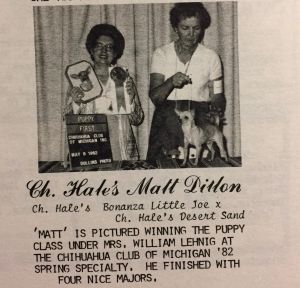 PUPPY
FIRST
CHIHUAHUA CLUB
OF MICHIGAN INC
MAY 9 1982
Ch. Hale's Matt Ditlon
Ch. Hale's Bonanza Little Joe x
Ch. Hale's Desert Sand
'MATT' IS PICTURED WINNING THE PUPPY
CLASS UNDER MRS. WILLIAM LEHNIG AT
THE CHIHUAHUA CLUB OF MICHIGAN '82
SPRING SPECIALTY. HE FINISHED WITH
FOUR NICE MAJORS.